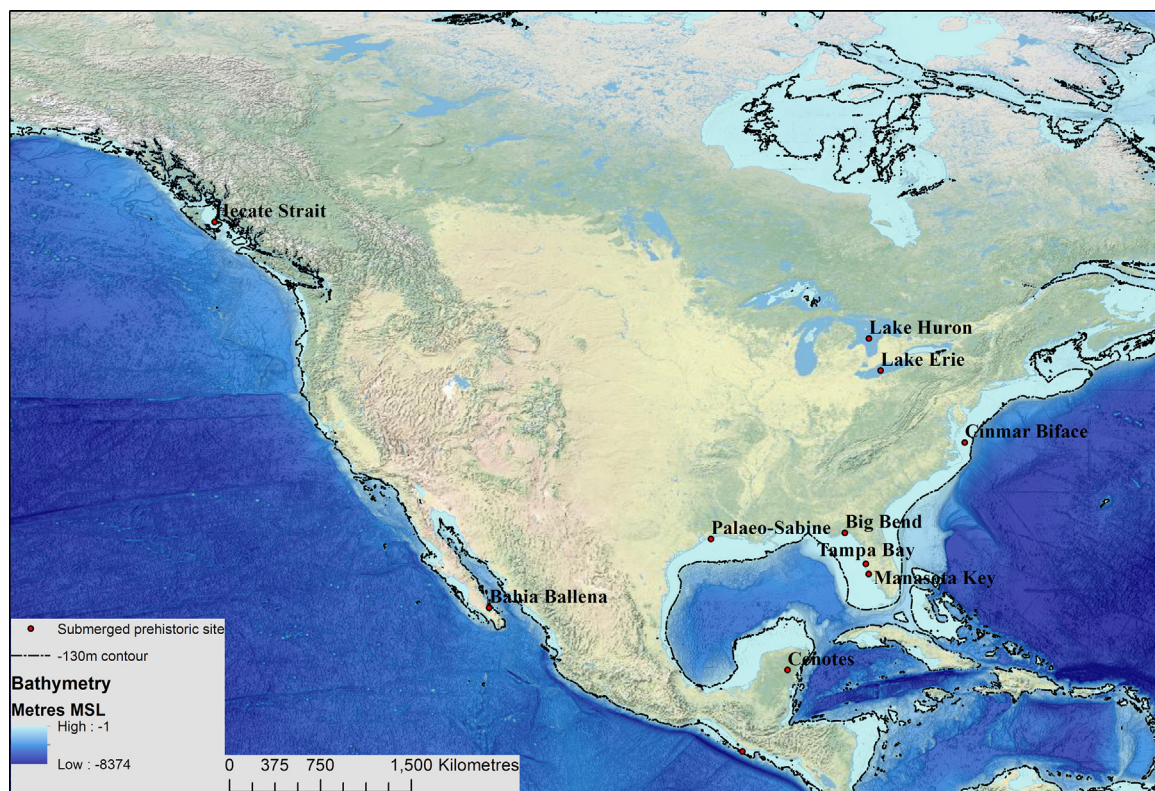 Hecate Strait
Lake Huron
Lake Erie
Cinmar Biface
Palaeo-Sabine
Big Bend
Tampa Bay
Manasota Key
Bahia Ballena
Cenotes
Submerged prehistoric site
-130m contour
Bathymetry
Metres MSL
High : -1
Low : -8374
0 375 750 1,500 Kilometres